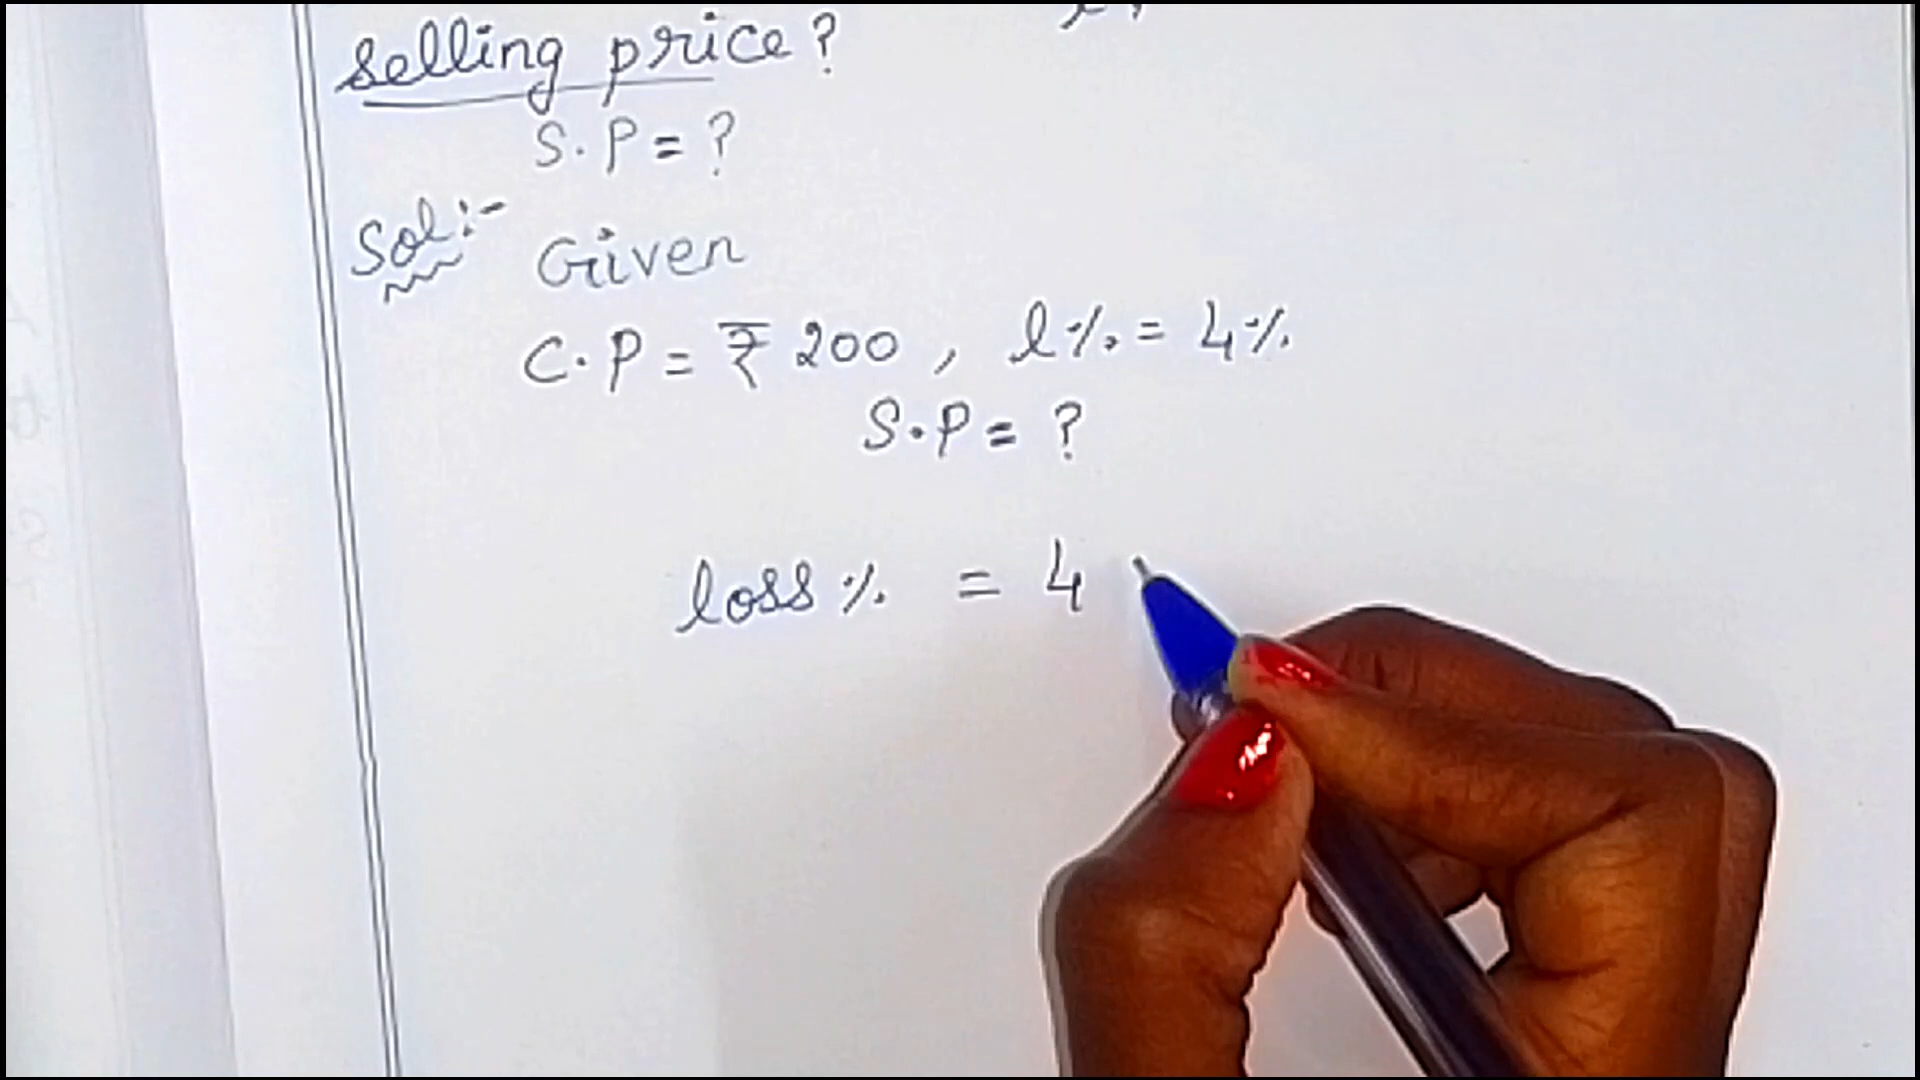 selling price?
S.P = ?
Sol:- Given
C.P = ₹ 200, l% = 4%
S.P = ?
loss % = 4